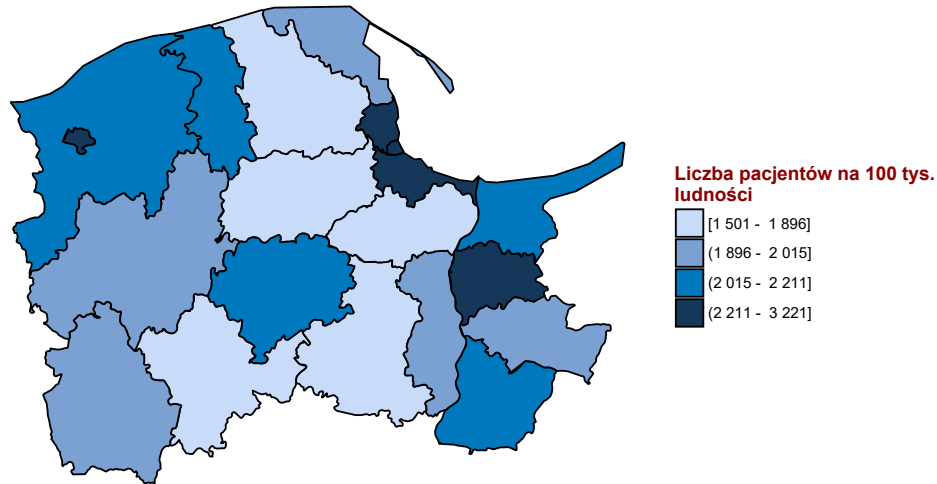 Liczba pacjentów na 100 tys.
ludności
[1 501 - 1 896]
(1 896 - 2 015]
(2 015 - 2 211]
(2 211 - 3 221]